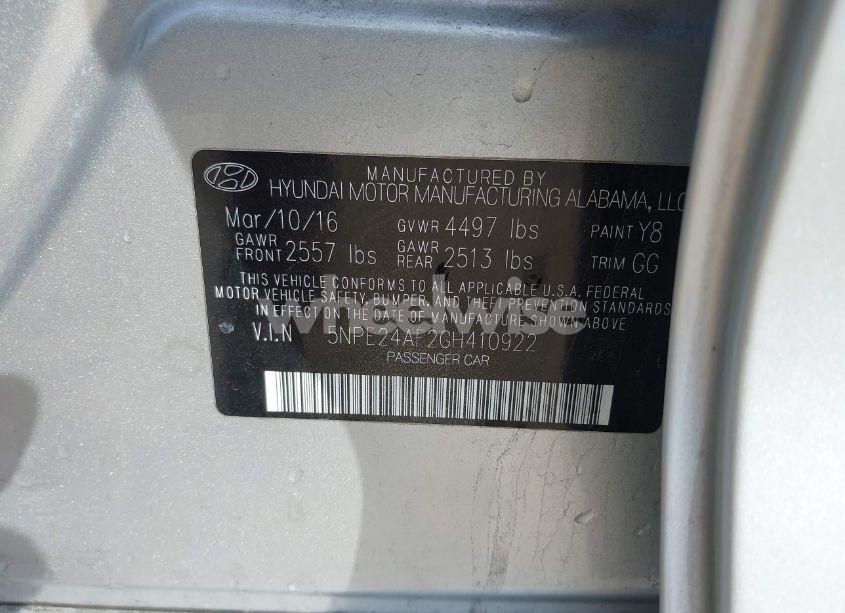 MANUFACTURED BY
HYUNDAI MOTOR MANUFACTURING ALABAMA, LLC
Mar/10/16 GVWR 4497 lbs PAINT Y8
GAWR FRONT 2557 lbs GAWR REAR 2513 lbs TRIM GG
THIS VEHICLE CONFORMS TO ALL APPLICABLE U.S.A. FEDERAL
MOTOR VEHICLE SAFETY, BUMPER, AND THEFT PREVENTION STANDARDS
IN EFFECT ON THE DATE OF MANUFACTURE SHOWN ABOVE
wheelwise
V.I.N 5NPE24AF2GH410922
PASSENGER CAR